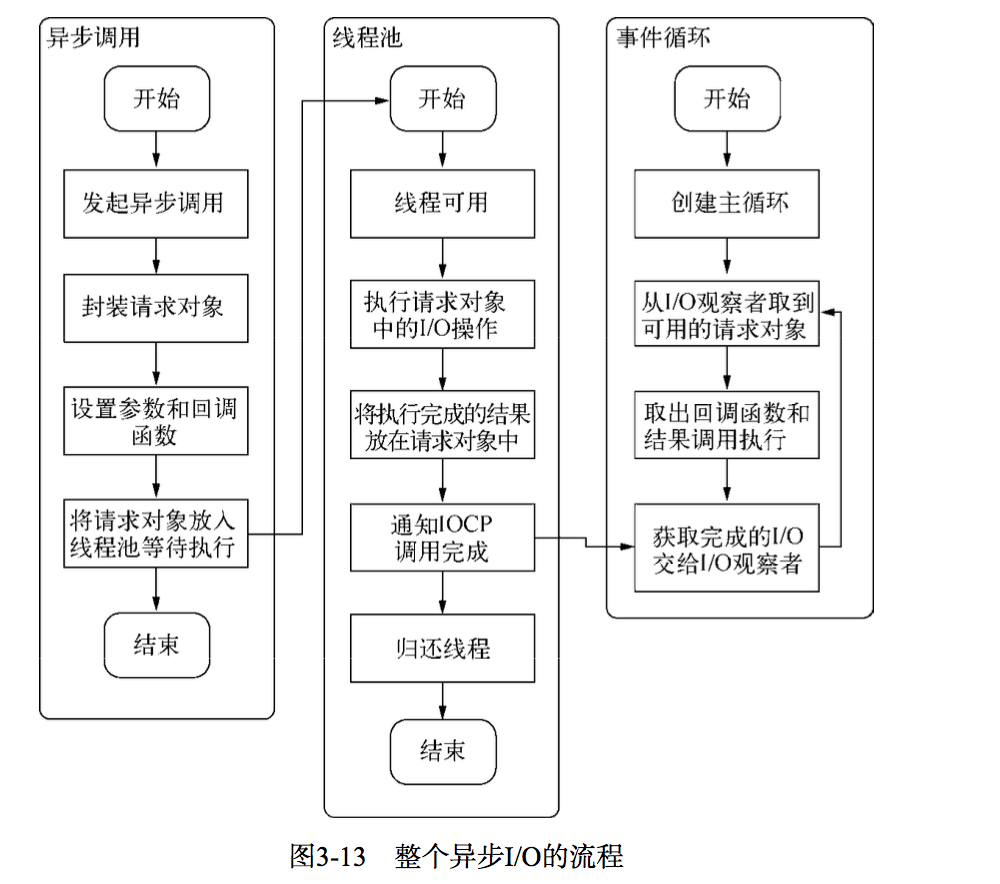 异步调用
开始
发起异步调用
封装请求对象
设置参数和回调
函数
将请求对象放入
线程池等待执行
结束
线程池
开始
线程可用
执行请求对象
中的I/O操作
将执行完成的结果
放在请求对象中
通知IOCP
调用完成
归还线程
结束
事件循环
开始
创建主循环
从I/O观察者取到
可用的请求对象
取出回调函数和
结果调用执行
获取完成的I/O
交给I/O观察者
图3-13 整个异步I/O的流程